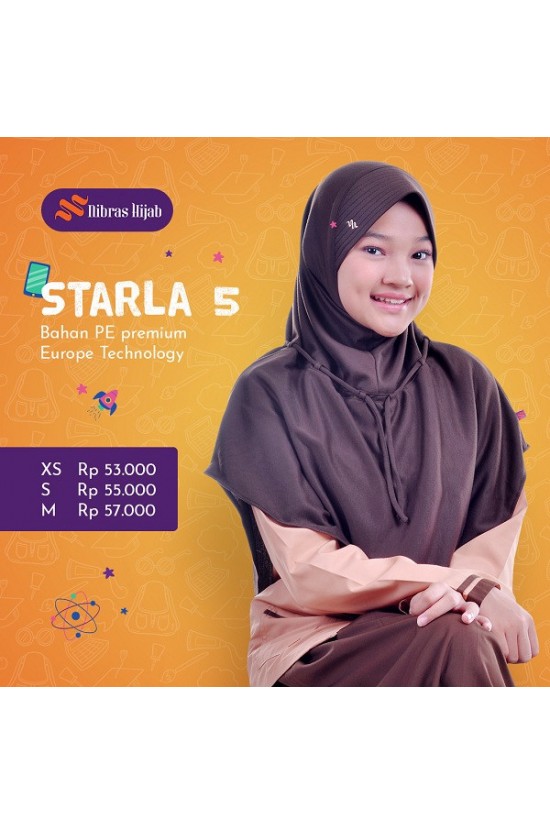 Nibras Hijab
STARLA 5
Bahan PE premium
Europe Technology
XS Rp 53.000
S Rp 55.000
M Rp 57.000